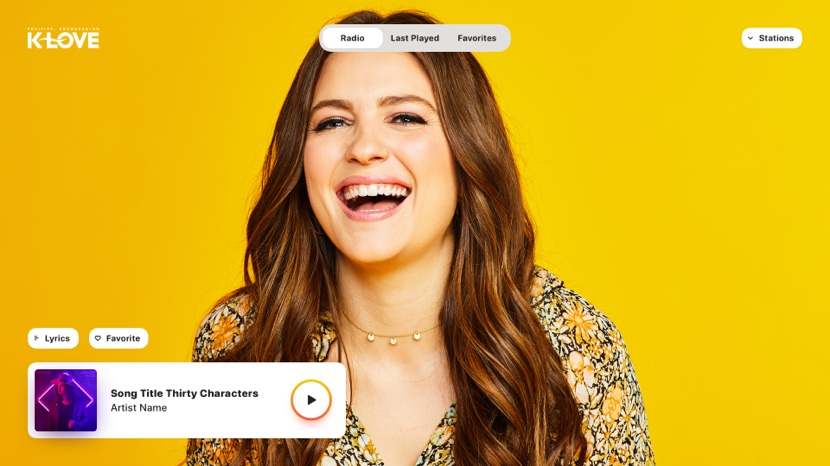 POSITIVE, ENCOURAGING
K-LOVE
Radio
Last Played
Favorites
Stations
Lyrics
Favorite
Song Title Thirty Characters
Artist Name